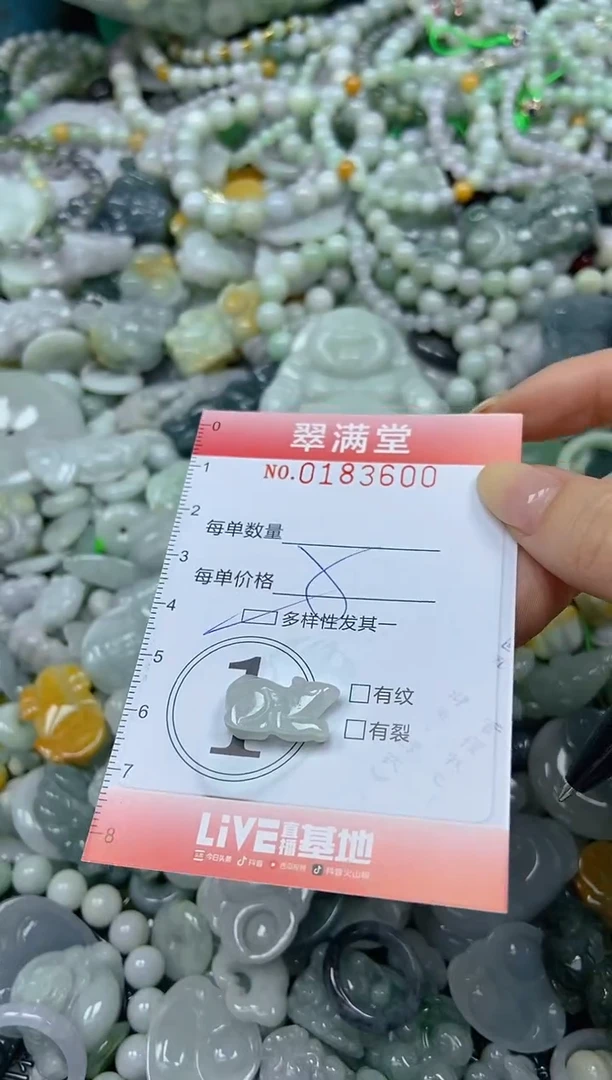 翠满堂
NO.0183600
每单数量
每单价格
多样性发其一
1
有纹
有裂
LiVE直播基地
今日头条 抖音 西瓜视频 抖音火山版
0
1
2
3
4
5
6
7
8